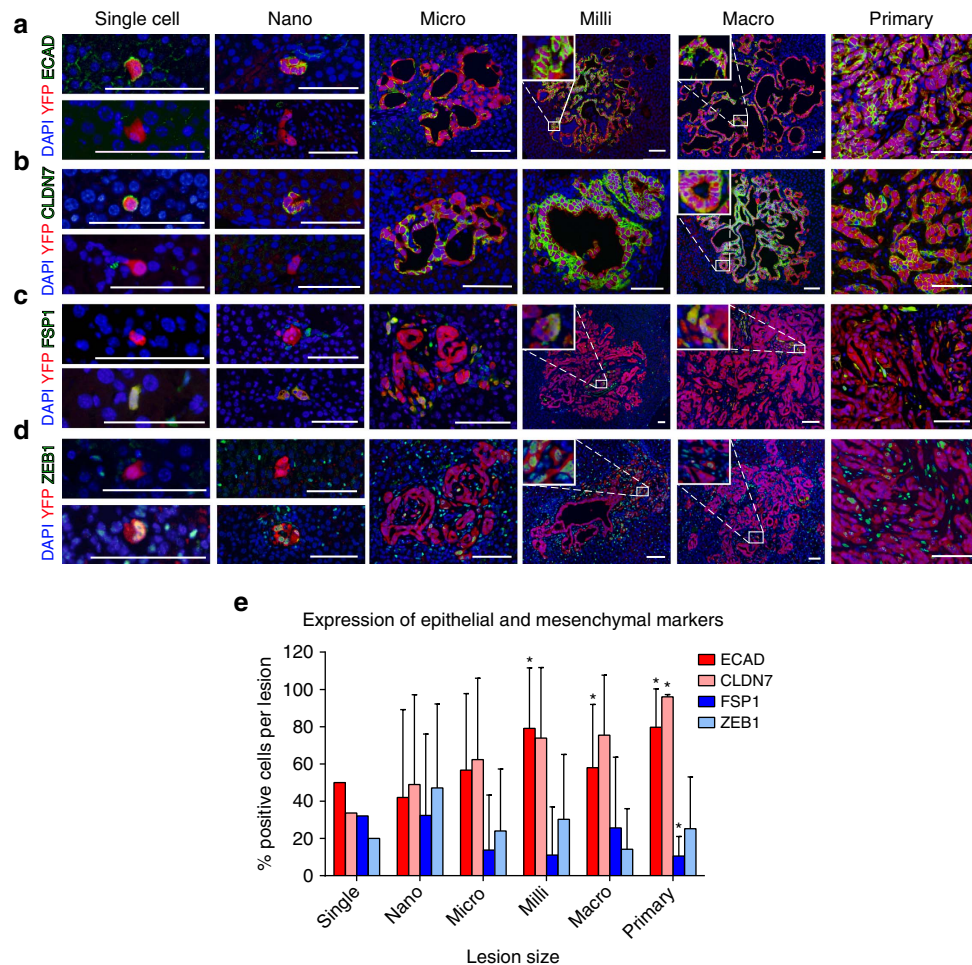 a
Single cell Nano Micro Milli Macro Primary
DAPI YFP ECAD
b
DAPI YFP CLDN7
c
DAPI YFP FSP1
d
DAPI YFP ZEB1
e
Expression of epithelial and mesenchymal markers
% positive cells per lesion
120
100
80
60
40
20
0
* * * * *
ECAD
CLDN7
FSP1
ZEB1
Single Nano Micro Milli Macro Primary
Lesion size